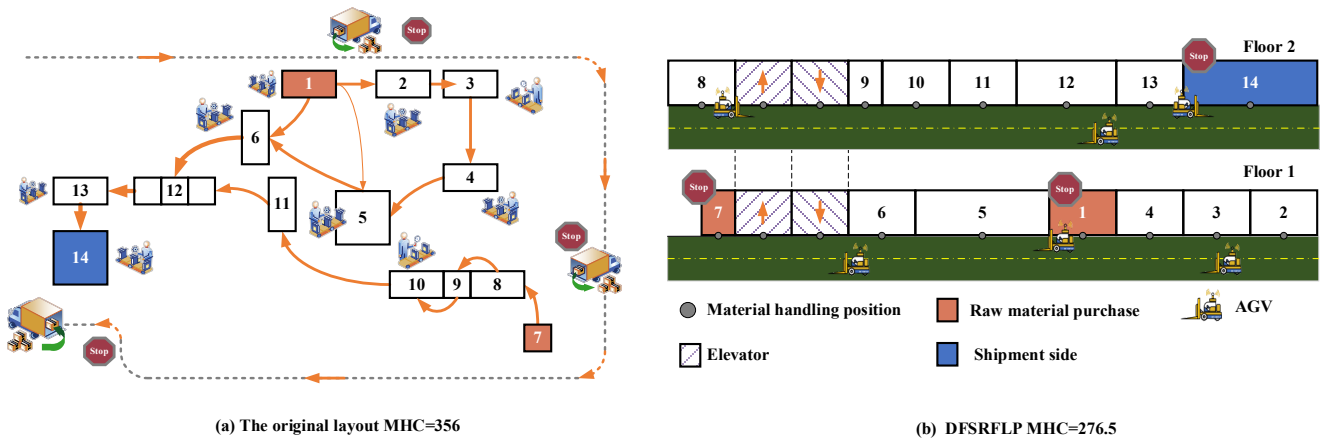 Stop
1
2
3
6
4
13
12
11
5
14
Stop
10
9
8
7
Stop
(a) The original layout MHC=356
Stop
Floor 2
8
9
10
11
12
13
14
Stop
Stop
Floor 1
7
6
5
1
4
3
2
Material handling position
Raw material purchase
AGV
Elevator
Shipment side
(b) DFSRFLP MHC=276.5